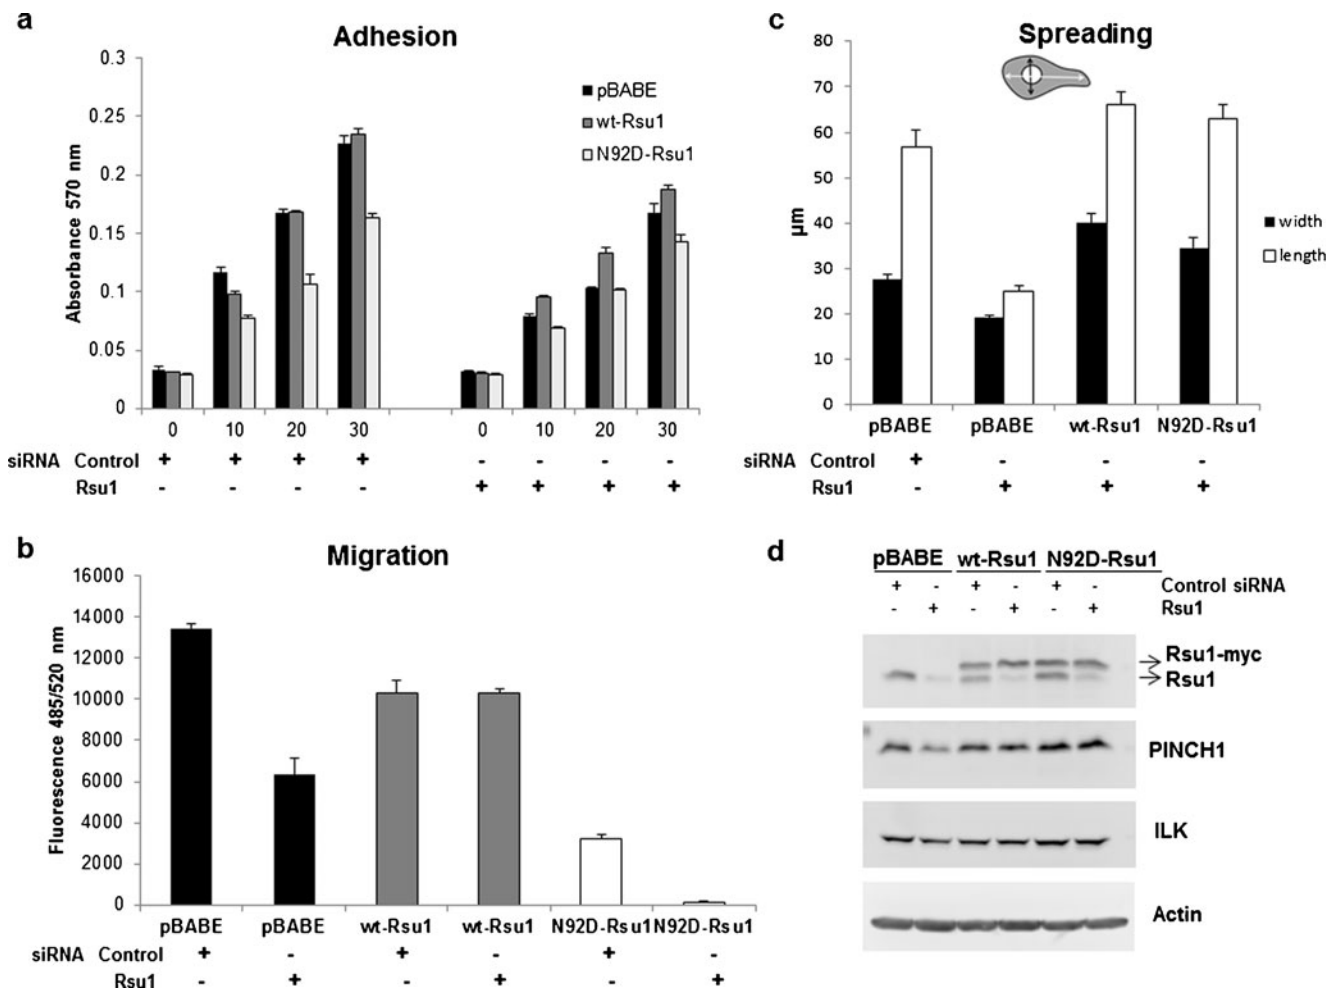 a
Adhesion
0.3
0.25
0.2
0.15
0.1
0.05
0
Absorbance 570 nm
pBABE
wt-Rsu1
N92D-Rsu1
0 10 20 30 0 10 20 30
siRNA Control + + + + - - - -
Rsu1 - - - - + + + +
b
Migration
16000
14000
12000
10000
8000
6000
4000
2000
0
Fluorescence 485/520 nm
pBABE pBABE wt-Rsu1 wt-Rsu1 N92D-Rsu1 N92D-Rsu1
siRNA Control + - + - + -
Rsu1 - + - + - +
c
Spreading
80
70
60
50
40
30
20
10
0
µm
width
length
pBABE pBABE wt-Rsu1 N92D-Rsu1
siRNA Control + - - -
Rsu1 - + + +
d
pBABE wt-Rsu1 N92D-Rsu1
+ - + - + - Control siRNA
- + - + - + Rsu1
Rsu1-myc
Rsu1
PINCH1
ILK
Actin